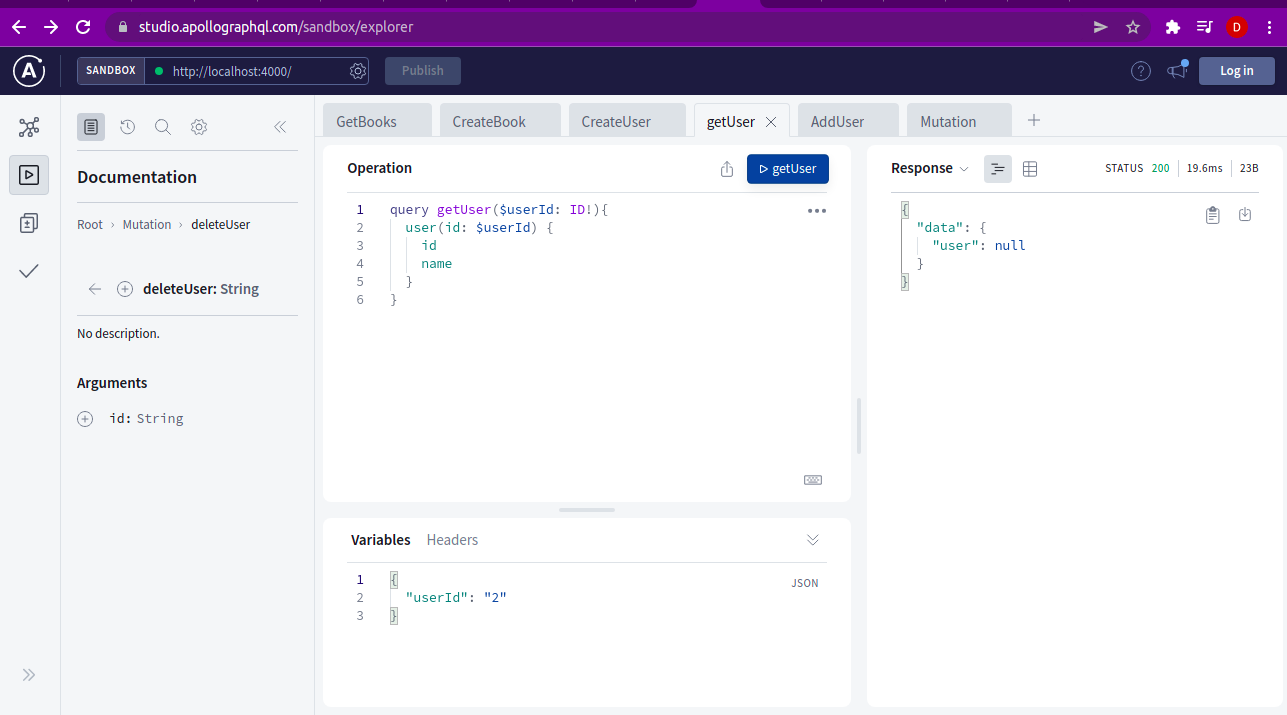 studio.apollographql.com/sandbox/explorer
D
A
SANDBOX
http://localhost:4000/
Publish
?
Log in
GetBooks
CreateBook
CreateUser
getUser
AddUser
Mutation
Documentation
Root › Mutation › deleteUser
deleteUser: String
No description.
Arguments
id: String
Operation
getUser
1 query getUser($userId: ID!){
2 user(id: $userId) {
3 id
4 name
5 }
6 }
Variables
Headers
JSON
1 {
2 "userId": "2"
3 }
Response
STATUS 200
19.6ms
23B
{
"data": {
"user": null
}
}